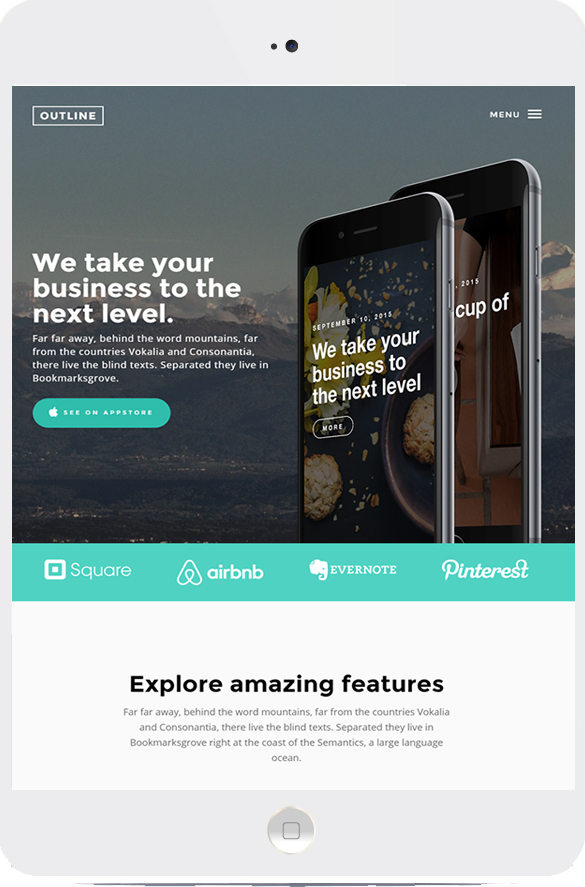 OUTLINE
MENU
We take your
business to the
next level.
Far far away, behind the word mountains, far
from the countries Vokalia and Consonantia,
there live the blind texts. Separated they live in
Bookmarksgrove.
SEE ON APPSTORE
SEPTEMBER 10, 2015
We take your
business to
the next level
MORE
, 2015
cup of
Square
airbnb
EVERNOTE
Pinterest
Explore amazing features
Far far away, behind the word mountains, far from the countries Vokalia
and Consonantia, there live the blind texts. Separated they live in
Bookmarksgrove right at the coast of the Semantics, a large language
ocean.